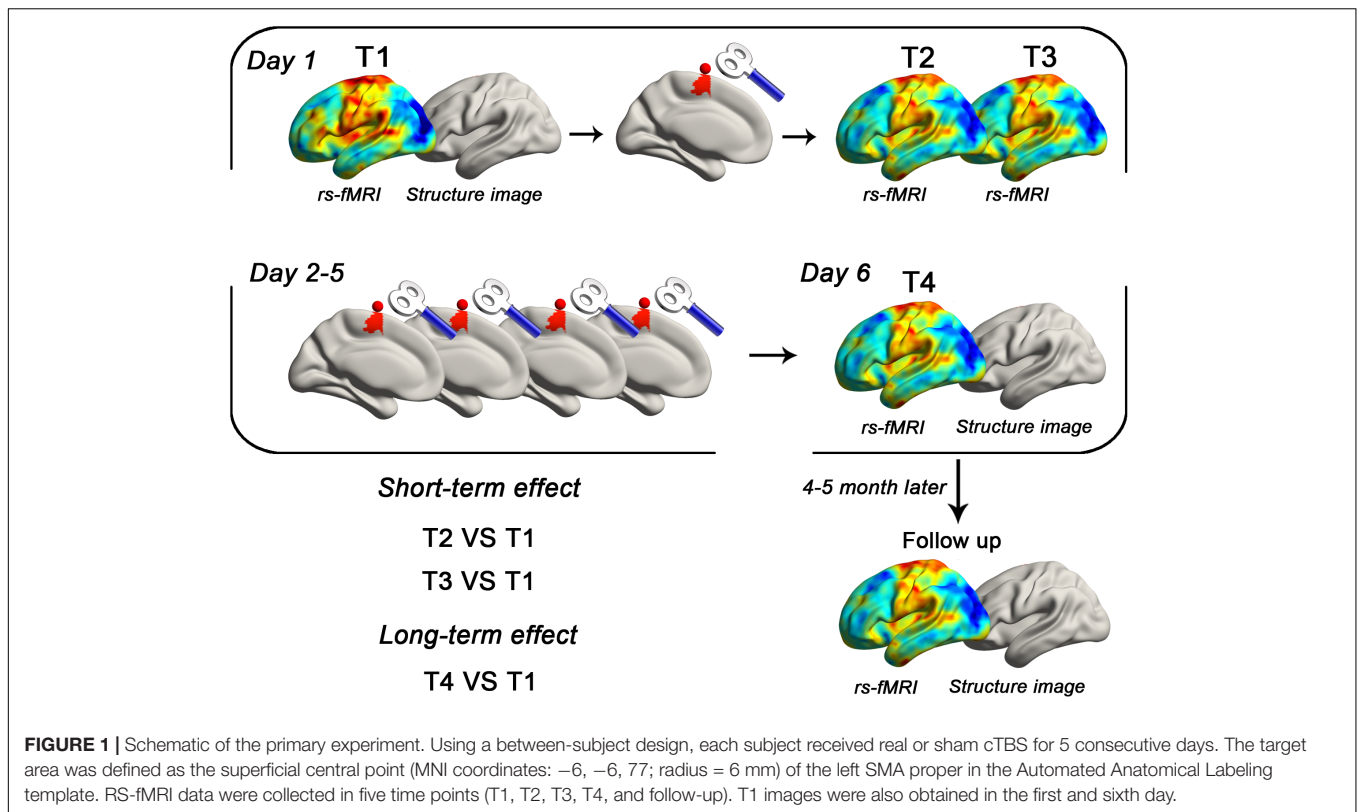 Day 1
T1
T2
T3
rs-fMRI
Structure image
rs-fMRI
rs-fMRI
Day 2-5
Day 6
T4
rs-fMRI
Structure image
Short-term effect
T2 VS T1
T3 VS T1
Long-term effect
T4 VS T1
4-5 month later
Follow up
rs-fMRI
Structure image
FIGURE 1 | Schematic of the primary experiment. Using a between-subject design, each subject received real or sham cTBS for 5 consecutive days. The target
area was defined as the superficial central point (MNI coordinates: −6, −6, 77; radius = 6 mm) of the left SMA proper in the Automated Anatomical Labeling
template. RS-fMRI data were collected in five time points (T1, T2, T3, T4, and follow-up). T1 images were also obtained in the first and sixth day.